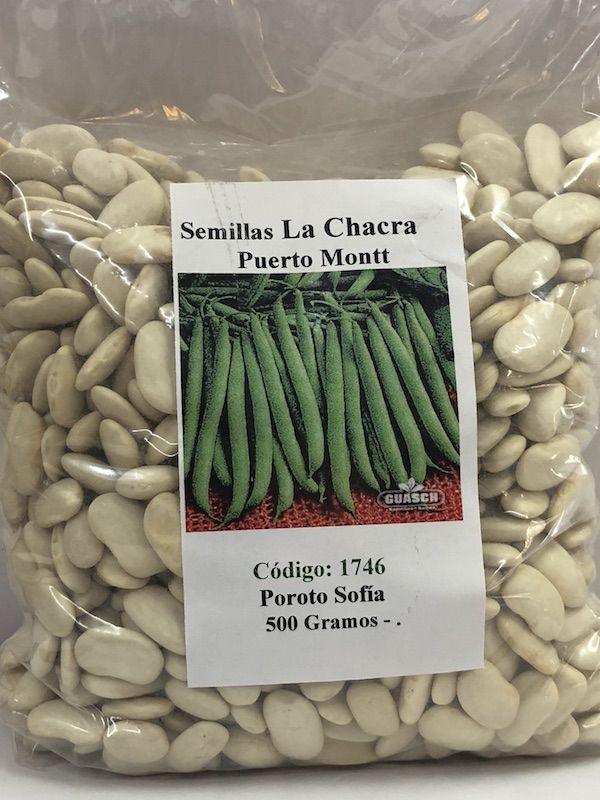 Semillas La Chacra
Puerto Montt
GUASCH
Código: 1746
Poroto Sofía
500 Gramos - .